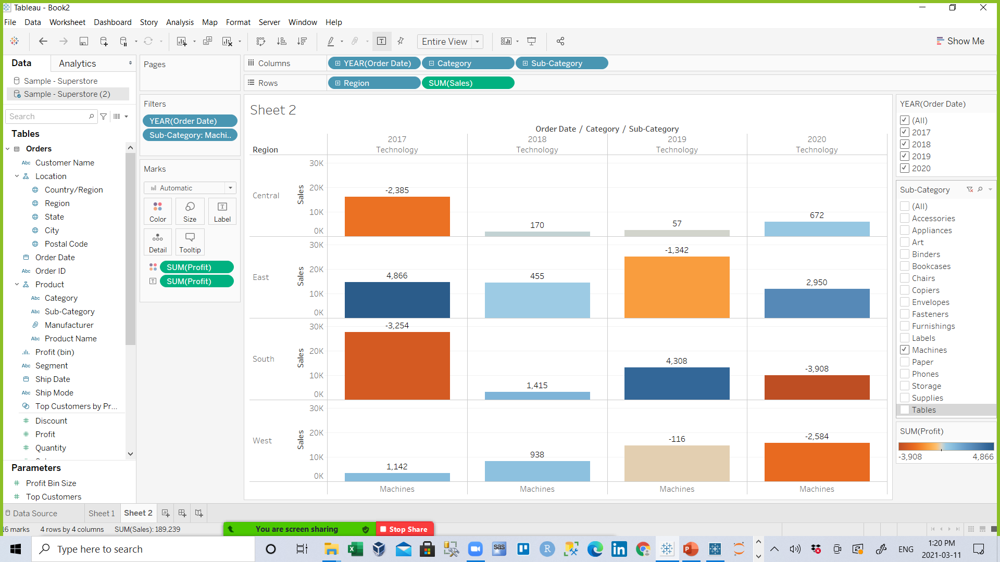 Tableau - Book2
File Data Worksheet Dashboard Story Analysis Map Format Server Window Help
Entire View
Show Me
Data Analytics
Sample - Superstore
Sample - Superstore (2)
Search
Tables
Orders
Abc Customer Name
Location
Country/Region
Region
State
City
Postal Code
Order Date
Abc Order ID
Product
Abc Category
Abc Sub-Category
Manufacturer
Abc Product Name
Profit (bin)
Abc Segment
Ship Date
Abc Ship Mode
Top Customers by Pr...
# Discount
# Profit
# Quantity
Parameters
# Profit Bin Size
# Top Customers
Pages
Filters
YEAR(Order Date)
Sub-Category: Machi..
Marks
Automatic
Color Size Label
Detail Tooltip
SUM(Profit)
SUM(Profit)
Columns YEAR(Order Date) Category Sub-Category
Rows Region SUM(Sales)
Sheet 2
Order Date / Category / Sub-Category
2017 2018 2019 2020
Region Technology Technology Technology Technology
Central Sales 30K 20K 10K 0K
-2,385 170 57 672
East Sales 30K 20K 10K 0K
4,866 455 -1,342 2,950
South Sales 30K 20K 10K 0K
-3,254 1,415 4,308 -3,908
West Sales 30K 20K 10K 0K
1,142 938 -116 -2,584
Machines Machines Machines Machines
YEAR(Order Date)
(All)
2017
2018
2019
2020
Sub-Category
(All)
Accessories
Appliances
Art
Binders
Bookcases
Chairs
Copiers
Envelopes
Fasteners
Furnishings
Labels
Machines
Paper
Phones
Storage
Supplies
Tables
SUM(Profit)
-3,908 4,866
Data Source Sheet 1 Sheet 2
16 marks 4 rows by 4 columns SUM(Sales): 189,239
You are screen sharing Stop Share
Type here to search
sas
R
ENG
1:20 PM
2021-03-11